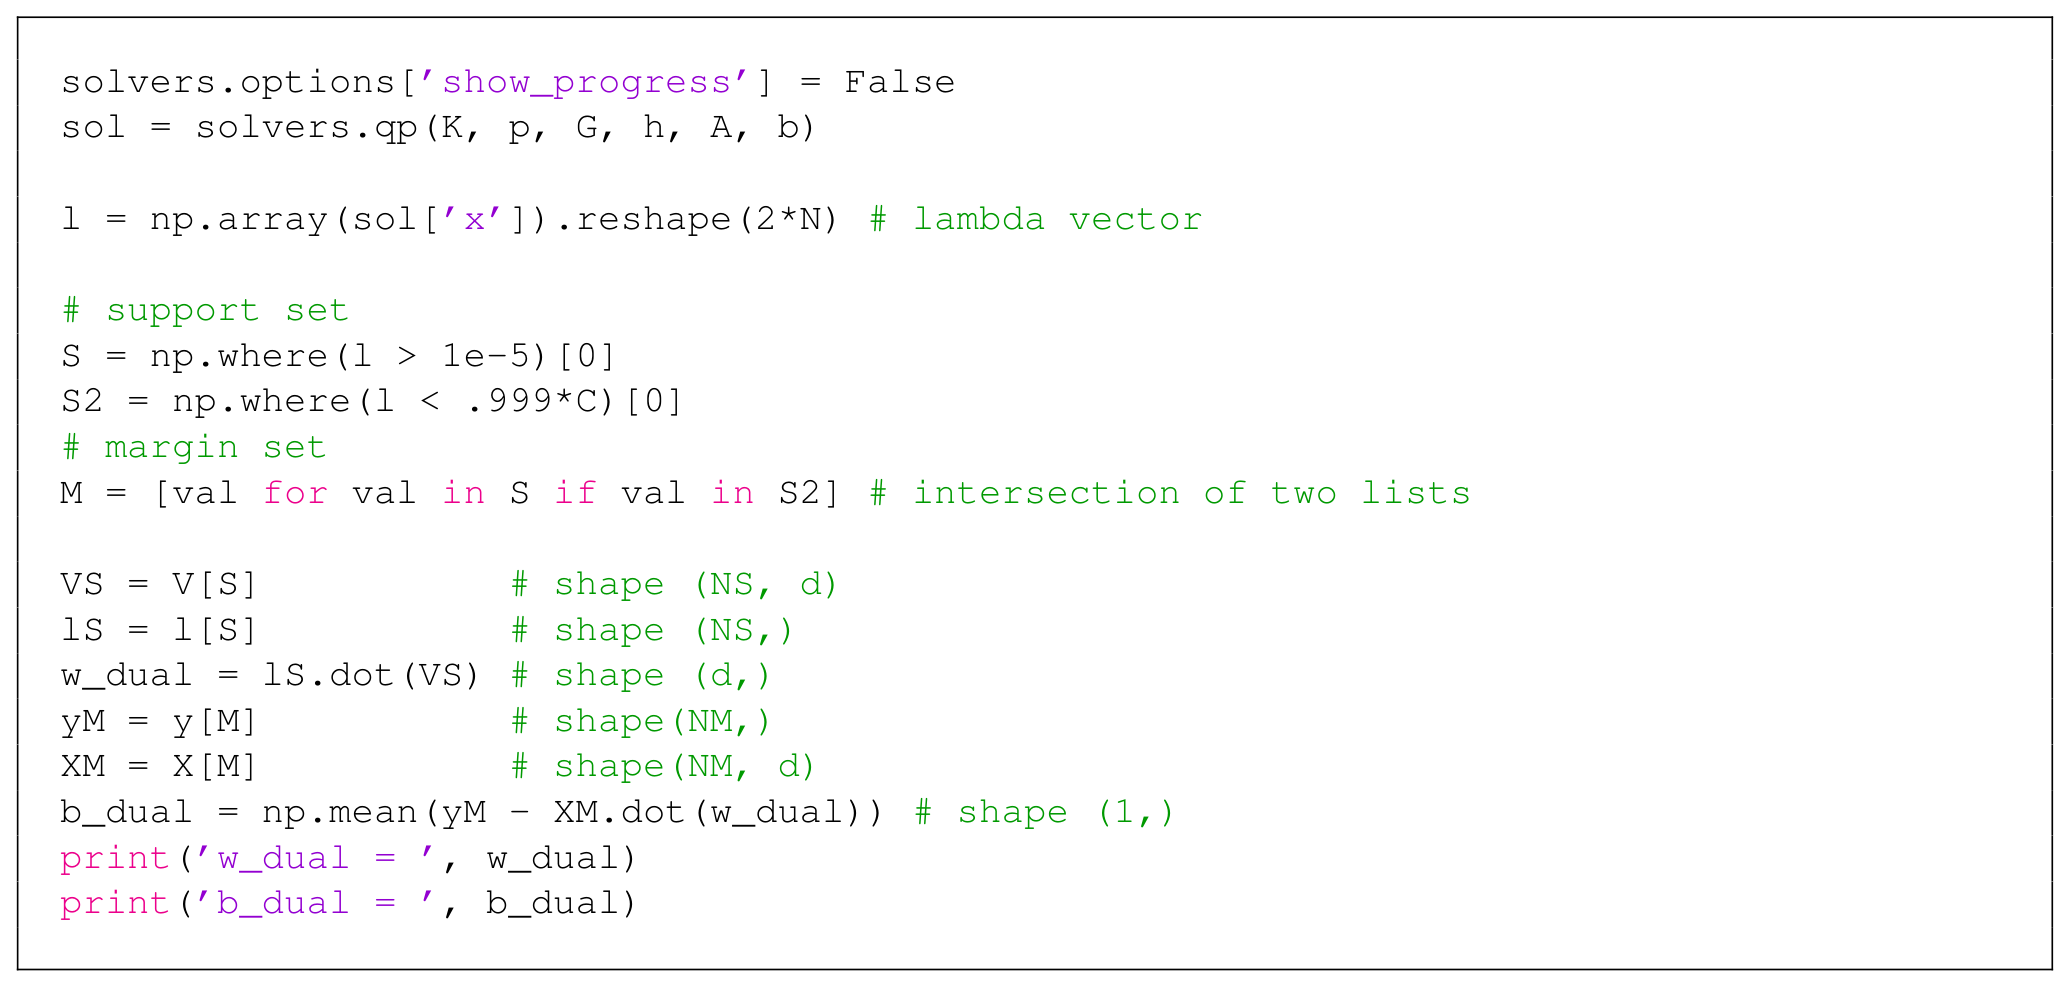 solvers.options['show_progress'] = False
sol = solvers.qp(K, p, G, h, A, b)
l = np.array(sol['x']).reshape(2*N) # lambda vector
# support set
S = np.where(l > 1e-5)[0]
S2 = np.where(l < .999*C)[0]
# margin set
M = [val for val in S if val in S2] # intersection of two lists
VS = V[S]           # shape (NS, d)
lS = l[S]           # shape (NS,)
w_dual = lS.dot(VS) # shape (d,)
yM = y[M]           # shape(NM,)
XM = X[M]           # shape(NM, d)
b_dual = np.mean(yM - XM.dot(w_dual)) # shape (1,)
print('w_dual = ', w_dual)
print('b_dual = ', b_dual)